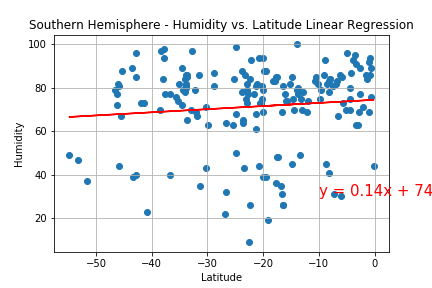 Southern Hemisphere - Humidity vs. Latitude Linear Regression
100
80
60
40
20
Humidity
y = 0.14x + 74
−50
−40
−30
−20
−10
0
Latitude